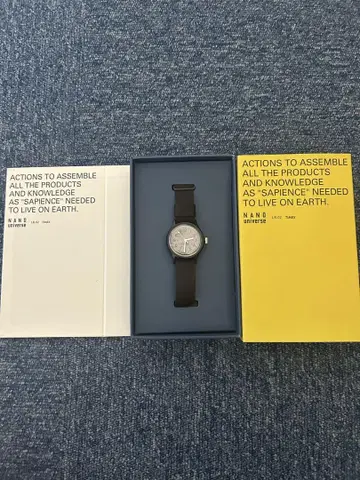 ACTIONS TO ASSEMBLE
ALL THE PRODUCTS
AND KNOWLEDGE
AS "SAPIENCE" NEEDED
TO LIVE ON EARTH.
NANO
universe
ACTIONS TO ASSEMBLE
ALL THE PRODUCTS
AND KNOWLEDGE
AS "SAPIENCE" NEEDED
TO LIVE ON EARTH.
NANO
universe